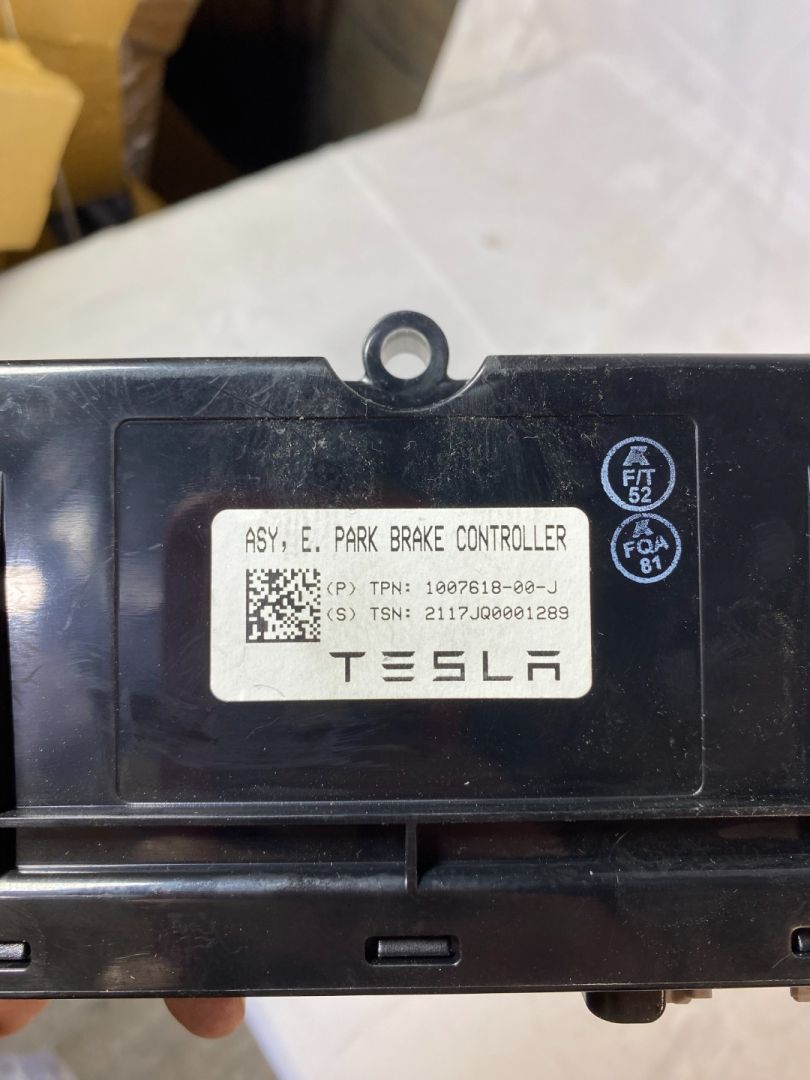 ASY, E. PARK BRAKE CONTROLLER
(P) TPN: 1007618-00-J
(S) TSN: 2117JQ0001289
TESLA
K
F/T
52
K
FQA
81